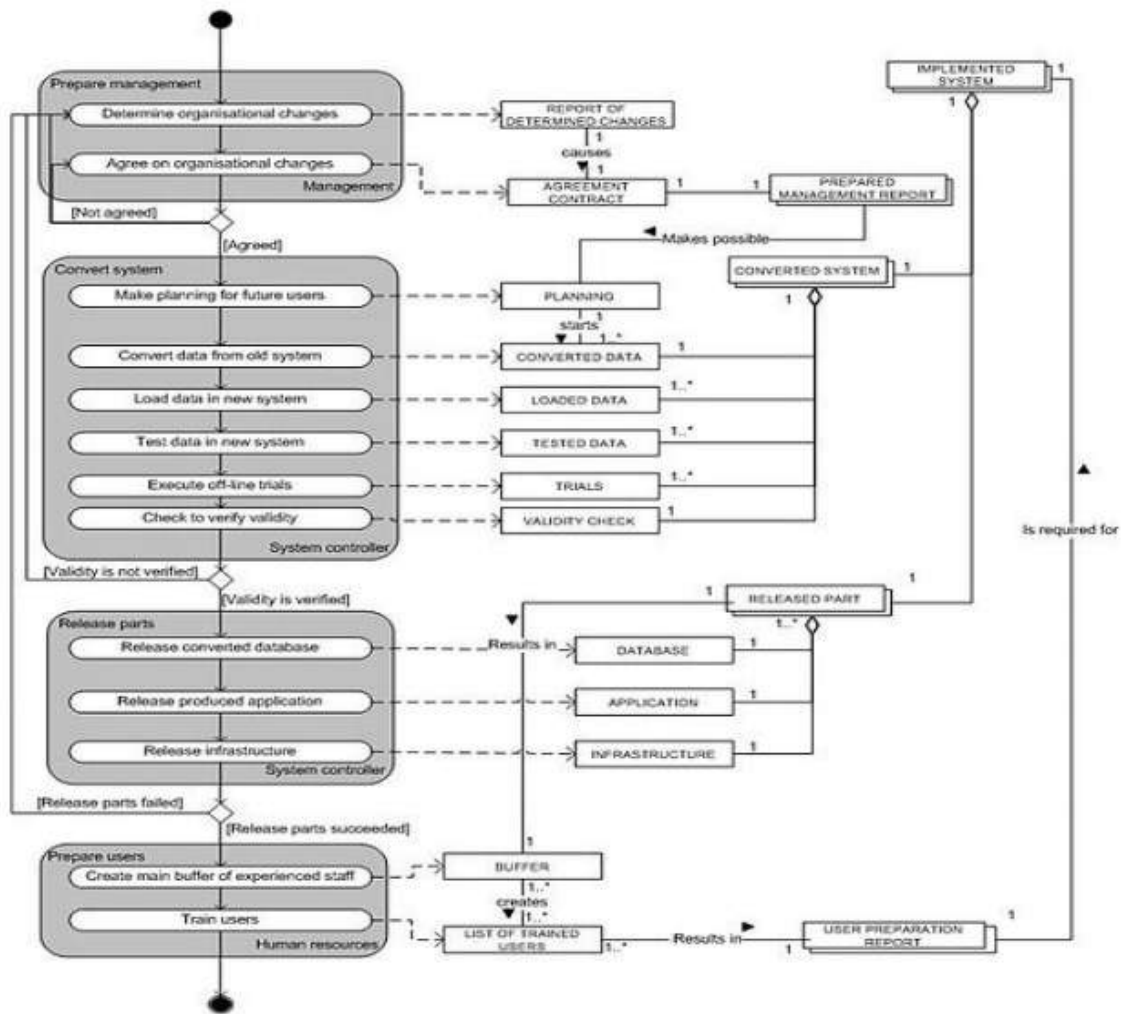 Prepare management
Determine organisational changes
Agree on organisational changes
Management
[Not agreed]
[Agreed]
Convert system
Make planning for future users
Convert data from old system
Load data in new system
Test data in new system
Execute off-line trials
Check to verify validity
System controller
[Validity is not verified]
[Validity is verified]
Release parts
Release converted database
Release produced application
Release infrastructure
System controller
[Release parts failed]
[Release parts succeeded]
Prepare users
Create main buffer of experienced staff
Train users
Human resources
REPORT OF
DETERMINED CHANGES
1
causes
1
AGREEMENT
CONTRACT
1
1
PREPARED
MANAGEMENT REPORT
Makes possible
PLANNING
1
starts
1..*
CONVERTED DATA
1
LOADED DATA
1..*
TESTED DATA
1..*
TRIALS
1..*
VALIDITY CHECK
1
CONVERTED SYSTEM
1
1
IMPLEMENTED
SYSTEM
1
1
Is required for
1
RELEASED PART
1
1..*
Results in
DATABASE
1
APPLICATION
1
INFRASTRUCTURE
1
1
BUFFER
1..*
creates
1..*
LIST OF TRAINED
USERS
1..*
Results in
1
USER PREPARATION
REPORT
1